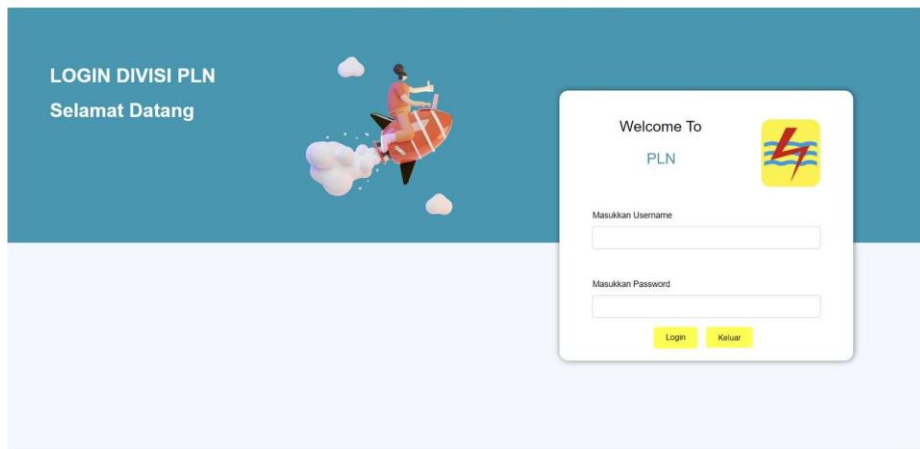 LOGIN DIVISI PLN
Selamat Datang
Welcome To
PLN
Masukkan Username
Masukkan Password
Login
Keluar